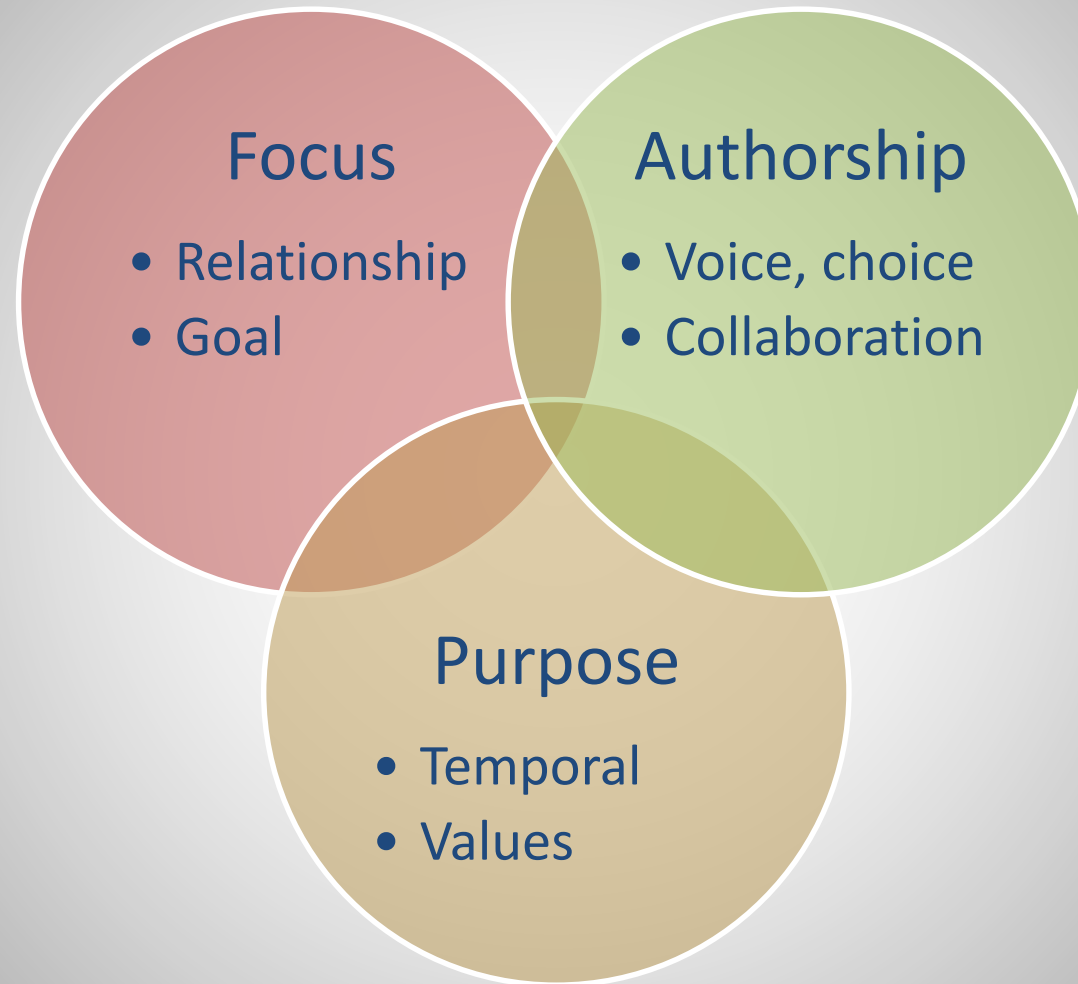 Focus
• Relationship
• Goal
Authorship
• Voice, choice
• Collaboration
Purpose
• Temporal
• Values